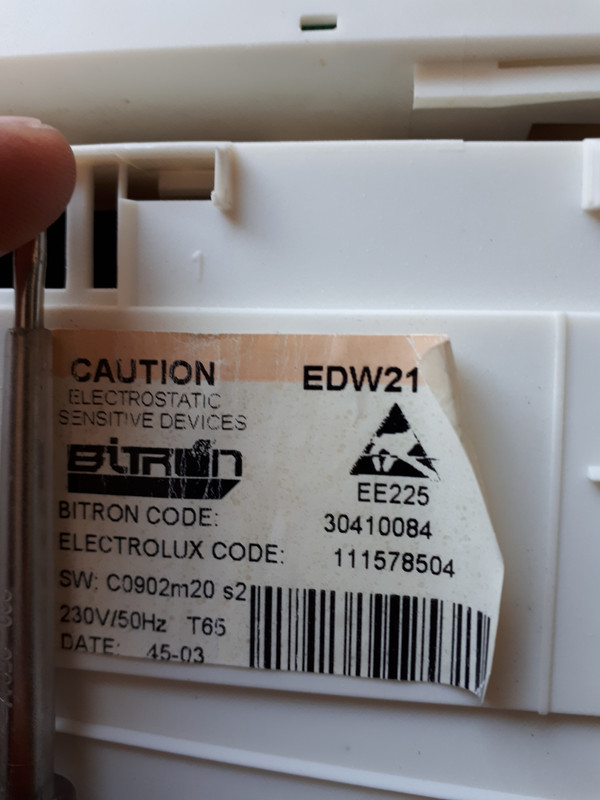 CAUTION EDW21
ELECTROSTATIC
SENSITIVE DEVICES
BITRON
EE225
BITRON CODE: 30410084
ELECTROLUX CODE: 111578504
SW: C0902m20 s2
230V/50Hz T65
DATE: 45-03